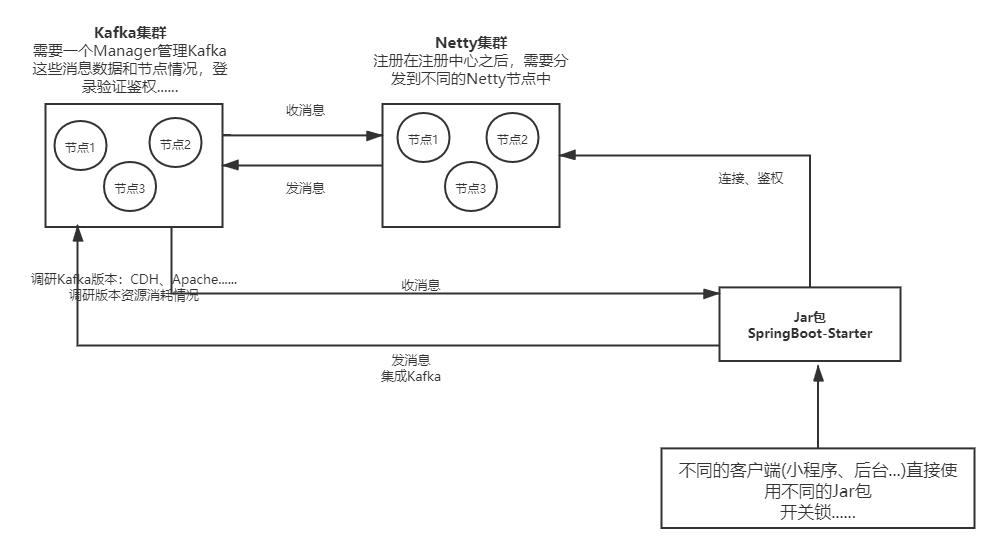 Kafka集群
需要一个Manager管理Kafka
这些消息数据和节点情况，登
录验证鉴权......
Netty集群
注册在注册中心之后，需要分
发到不同的Netty节点中
节点1
节点2
节点3
收消息
发消息
节点1
节点2
节点3
连接、鉴权
调研Kafka版本：CDH、Apache......
调研版本资源消耗情况
收消息
Jar包
SpringBoot-Starter
发消息
集成Kafka
不同的客户端(小程序、后台...)直接使
用不同的Jar包
开关锁......